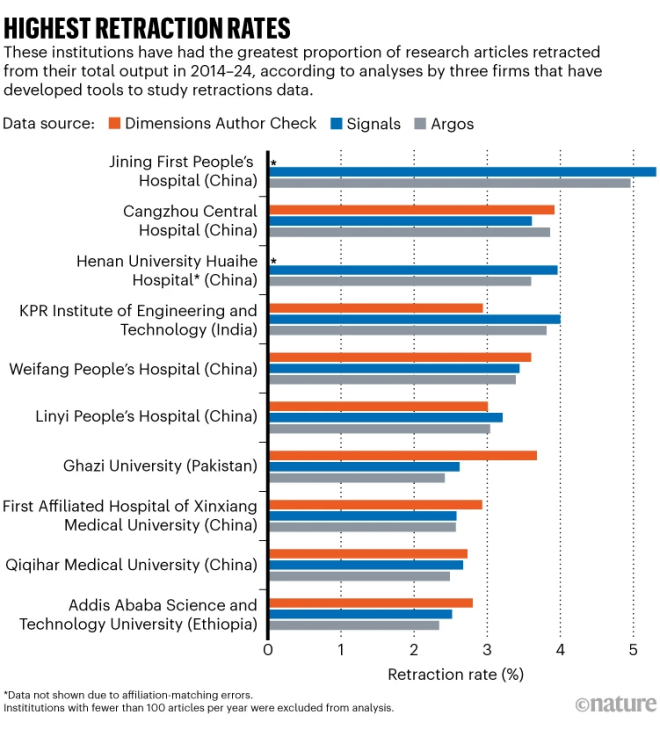 HIGHEST RETRACTION RATES
These institutions have had the greatest proportion of research articles retracted
from their total output in 2014–24, according to analyses by three firms that have
developed tools to study retractions data.
Data source: Dimensions Author Check Signals Argos
Jining First People's
Hospital (China)
*
Cangzhou Central
Hospital (China)
Henan University Huaihe
Hospital* (China)
*
KPR Institute of Engineering and
Technology (India)
Weifang People's Hospital (China)
Linyi People's Hospital (China)
Ghazi University (Pakistan)
First Affiliated Hospital of Xinxiang
Medical University (China)
Qiqihar Medical University (China)
Addis Ababa Science and
Technology University (Ethiopia)
0 1 2 3 4 5
Retraction rate (%)
*Data not shown due to affiliation-matching errors.
Instititutions with fewer than 100 articles per year were excluded from analysis.
©nature